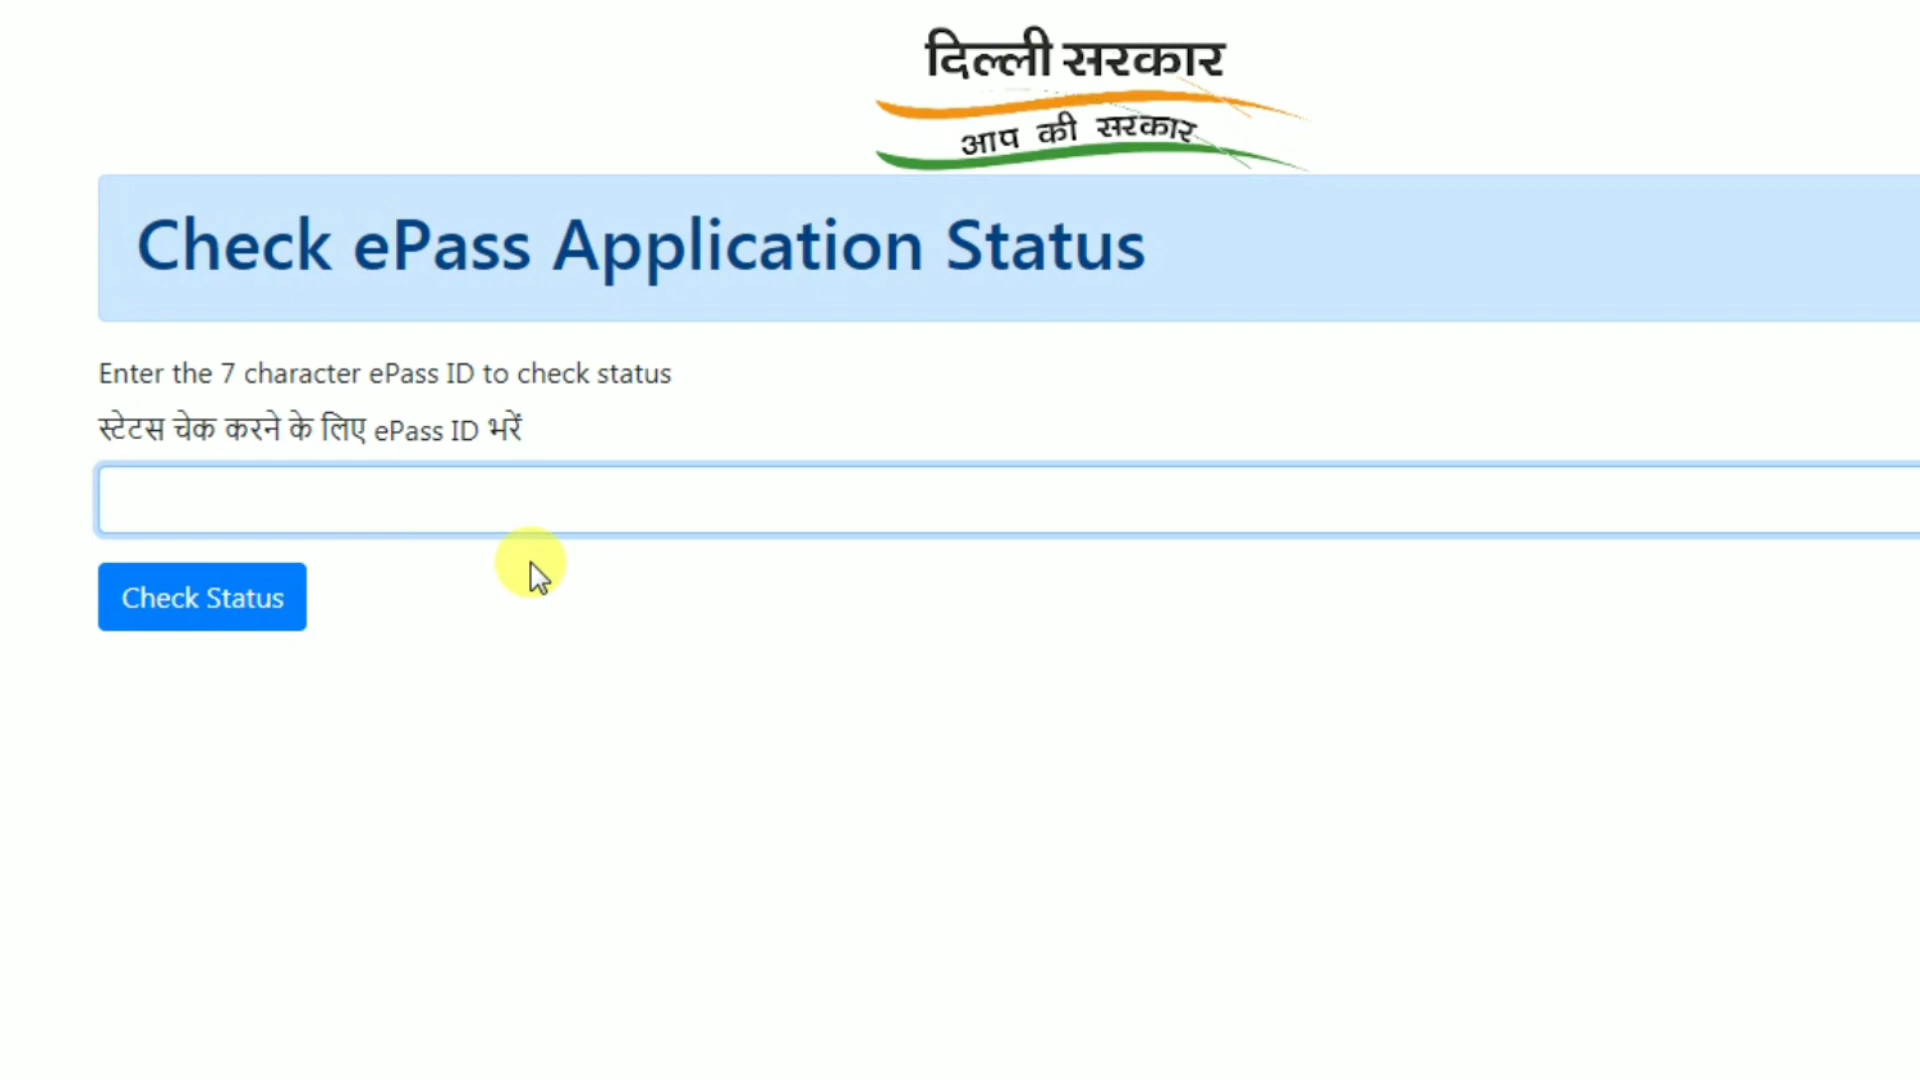 दिल्ली सरकार
आप की सरकार
Check ePass Application Status
Enter the 7 character ePass ID to check status
स्टेटस चेक करने के लिए ePass ID भरें
Check Status